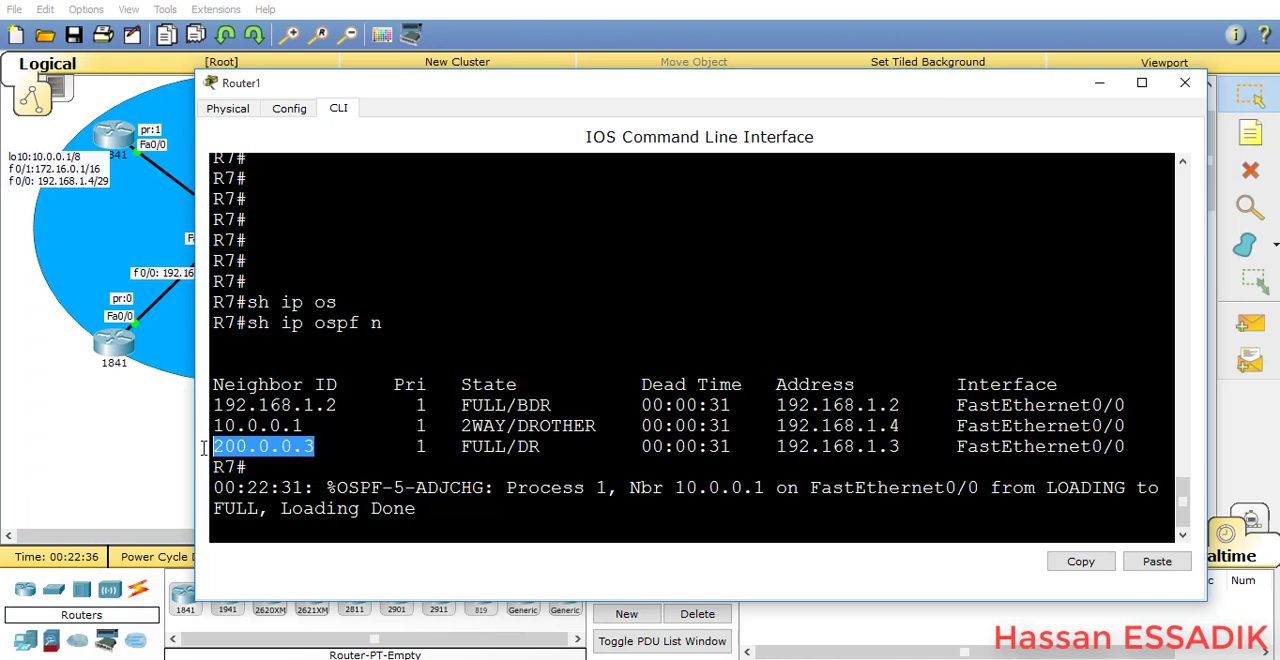 File Edit Options View Tools Extensions Help
Logical
[Root]
New Cluster
Move Object
Set Tiled Background
Viewport
Router1
Physical Config CLI
IOS Command Line Interface
R7#
R7#
R7#
R7#
R7#
R7#
R7#
R7#sh ip os
R7#sh ip ospf n
Neighbor ID Pri State Dead Time Address Interface
192.168.1.2 1 FULL/BDR 00:00:31 192.168.1.2 FastEthernet0/0
10.0.0.1 1 2WAY/DROTHER 00:00:31 192.168.1.4 FastEthernet0/0
200.0.0.3 1 FULL/DR 00:00:31 192.168.1.3 FastEthernet0/0
R7#
00:22:31: %OSPF-5-ADJCHG: Process 1, Nbr 10.0.0.1 on FastEthernet0/0 from LOADING to
FULL, Loading Done
Copy Paste
pr:1
Fa0/0
841
lo10:10.0.0.1/8
f 0/1:172.16.0.1/16
f 0/0: 192.168.1.4/29
F
f 0/0: 192.16
pr:0
Fa0/0
1841
Time: 00:22:36 Power Cycle D
altime
Routers
1841 1941 2620XM 2621XM 2811 2901 2911 819 Generic Generic
Router-PT-Empty
New Delete
Toggle PDU List Window
c Num
Hassan ESSADIK